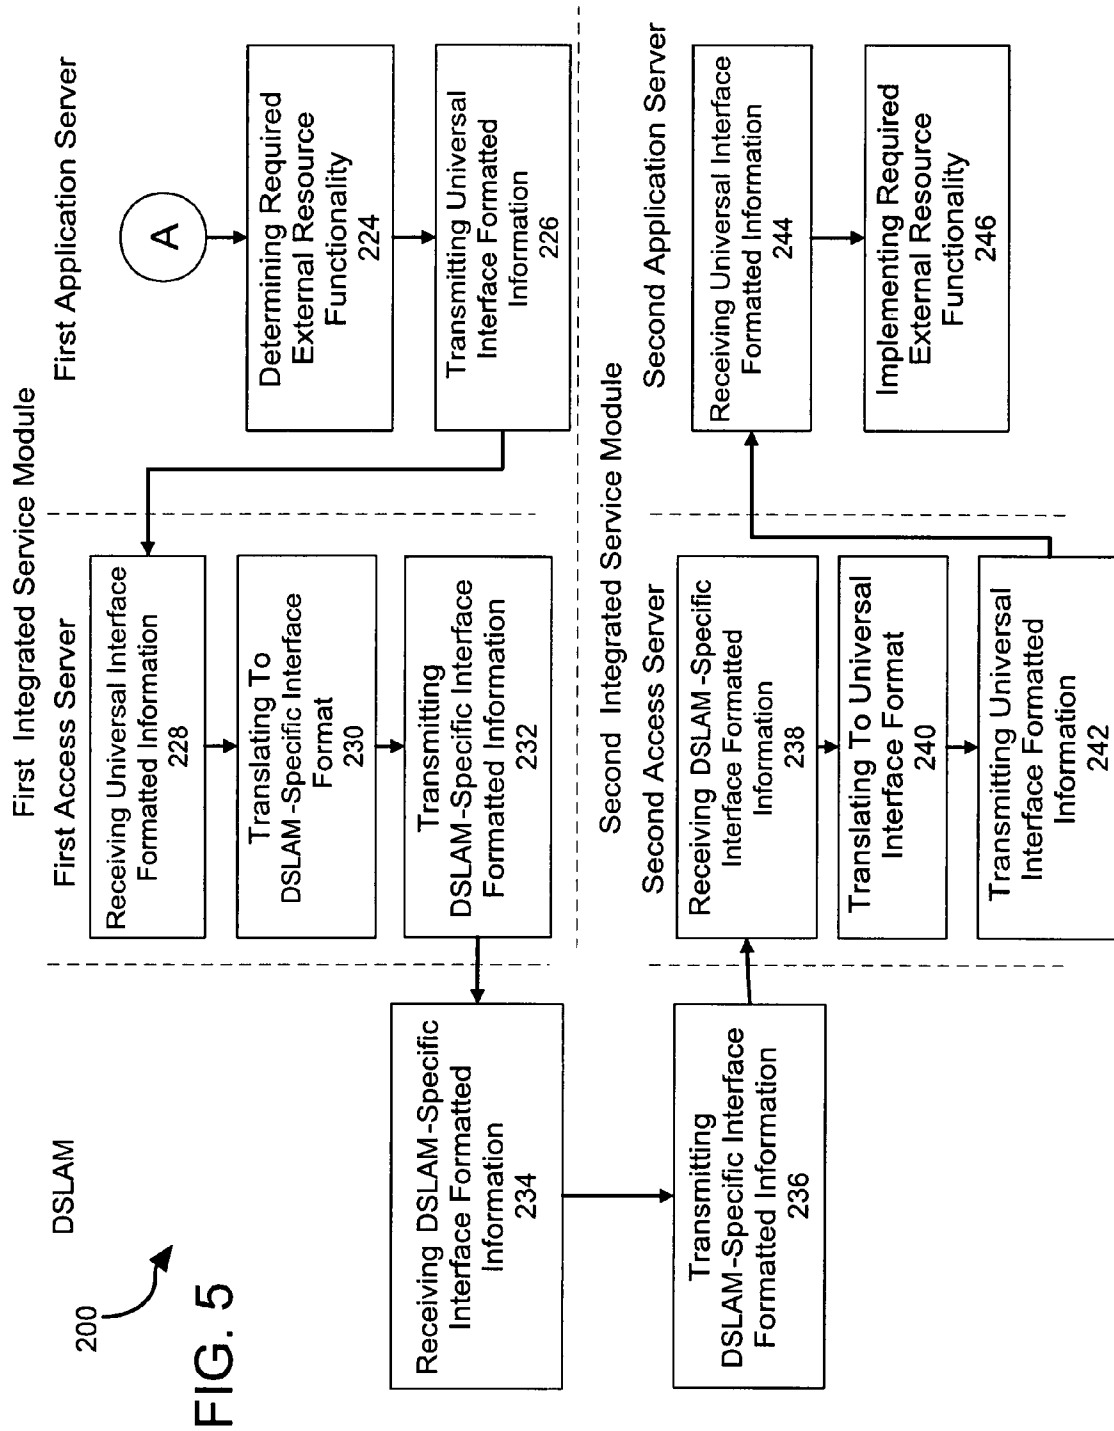 200
FIG. 5
DSLAM
First Integrated Service Module
First Access Server
First Application Server
A
Determining Required
External Resource
Functionality
224
Transmitting Universal
Interface Formatted
Information
226
Receiving Universal Interface
Formatted Information
228
Translating To
DSLAM-Specific Interface
Format
230
Transmitting
DSLAM-Specific Interface
Formatted Information
232
Receiving DSLAM-Specific
Interface Formatted
Information
234
Transmitting
DSLAM-Specific Interface
Formatted Information
236
Second Integrated Service Module
Second Access Server
Second Application Server
Receiving DSLAM-Specific
Interface Formatted
Information
238
Translating To Universal
Interface Format
240
Transmitting Universal
Interface Formatted
Information
242
Receiving Universal Interface
Formatted Information
244
Implementing Required
External Resource
Functionality
246